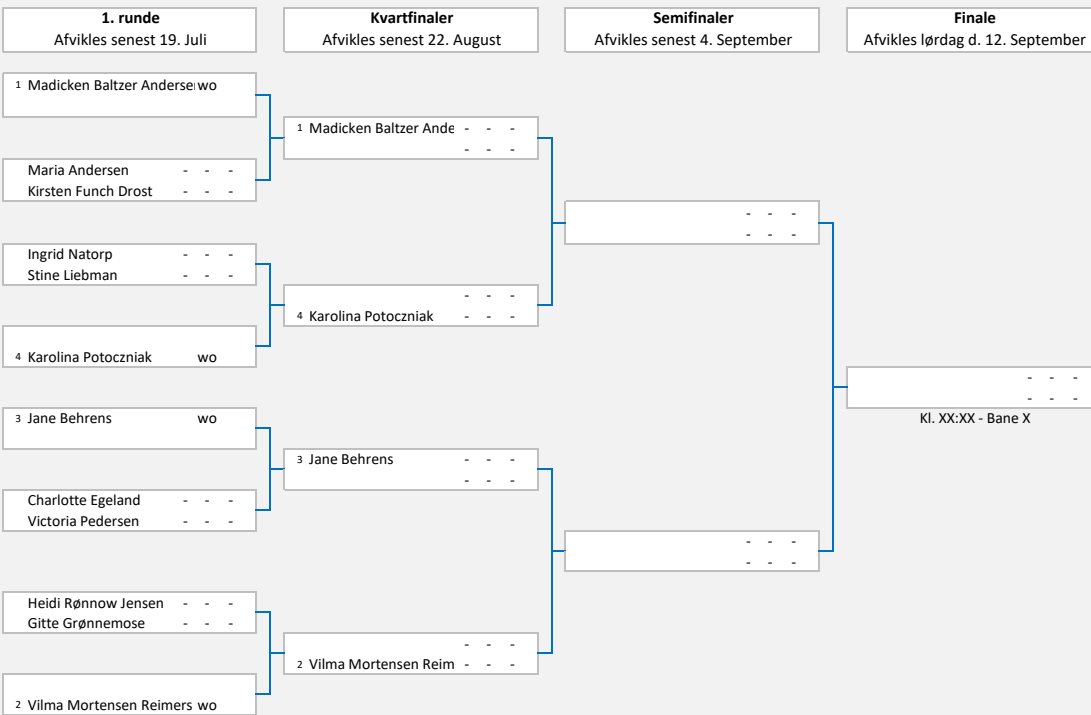 1. runde
Afvikles senest 19. Juli
Kvartfinaler
Afvikles senest 22. August
Semifinaler
Afvikles senest 4. September
Finale
Afvikles lørdag d. 12. September
1 Madicken Baltzer Anderse wo
Maria Andersen - - -
Kirsten Funch Drost - - -
Ingrid Natorp - - -
Stine Liebman - - -
4 Karolina Potoczniak wo
3 Jane Behrens wo
Charlotte Egeland - - -
Victoria Pedersen - - -
Heidi Rønnow Jensen - - -
Gitte Grønnemose - - -
2 Vilma Mortensen Reimers wo
1 Madicken Baltzer Ande - - -
- - -
- - -
4 Karolina Potoczniak - - -
3 Jane Behrens - - -
- - -
- - -
2 Vilma Mortensen Reim - - -
- - -
- - -
- - -
- - -
- - -
- - -
Kl. XX:XX - Bane X